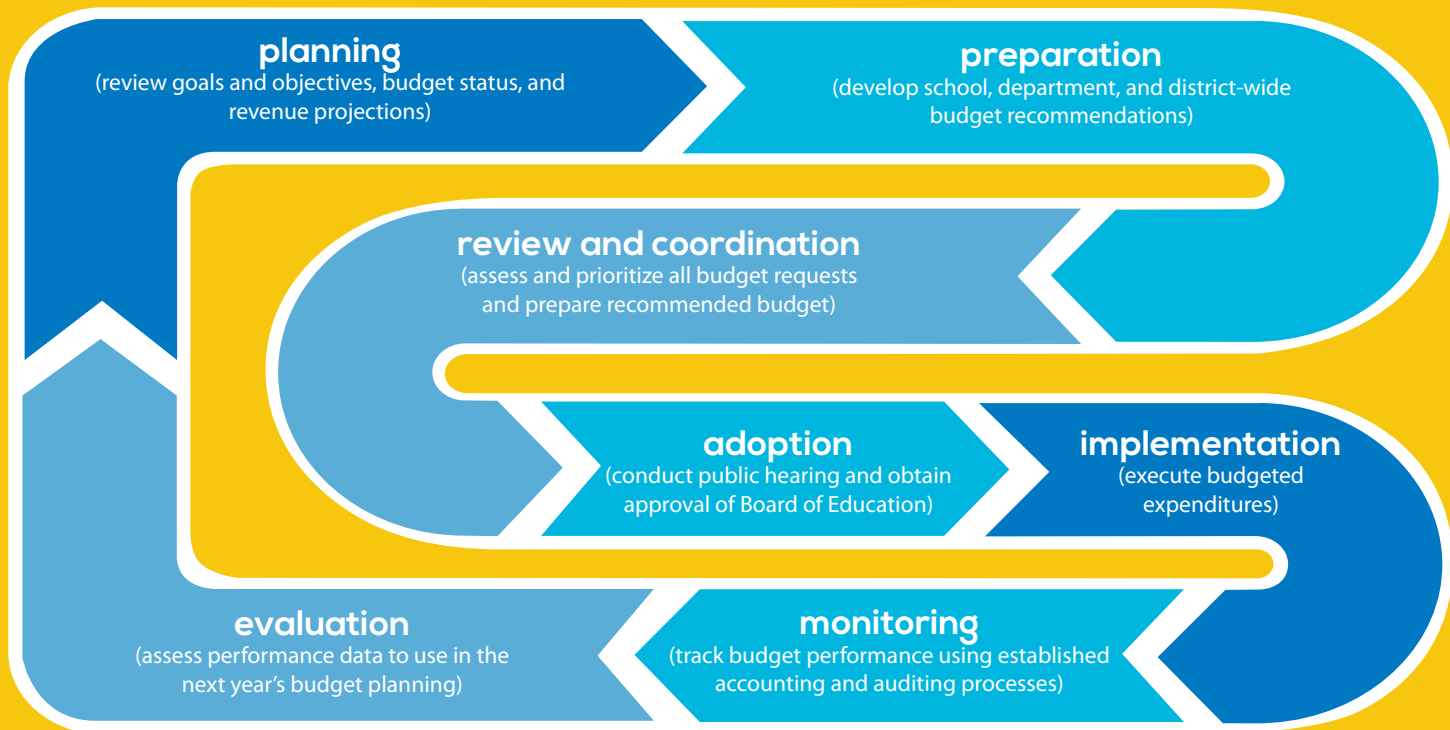 planning
(review goals and objectives, budget status, and
revenue projections)
preparation
(develop school, department, and district-wide
budget recommendations)
review and coordination
(assess and prioritize all budget requests
and prepare recommended budget)
adoption
(conduct public hearing and obtain
approval of Board of Education)
implementation
(execute budgeted
expenditures)
monitoring
(track budget performance using established
accounting and auditing processes)
evaluation
(assess performance data to use in the
next year's budget planning)